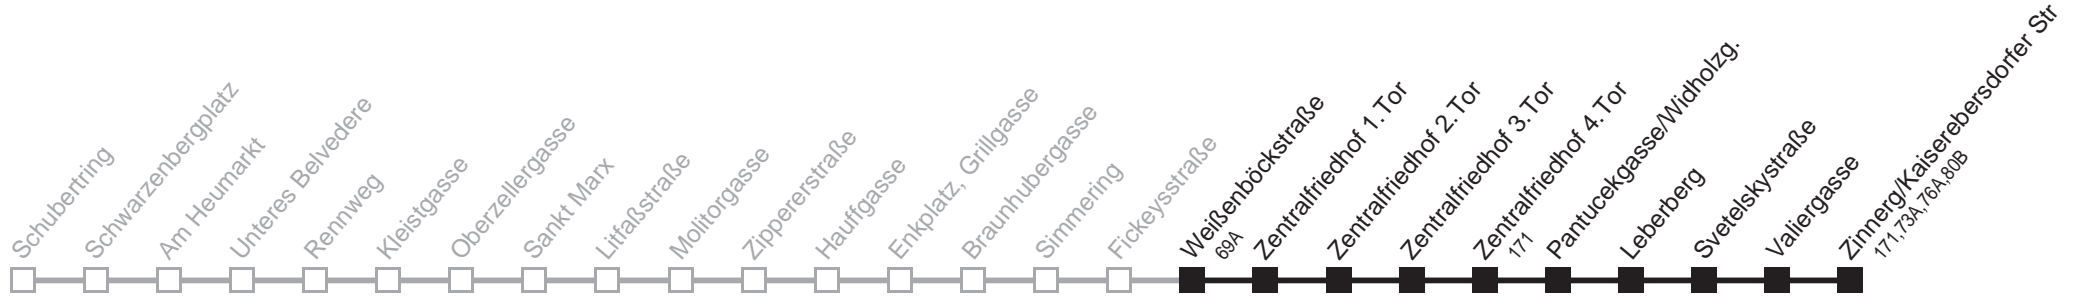 Schubertring
Schwarzenbergplatz
Am Heumarkt
Unteres Belvedere
Rennweg
Kleistgasse
Oberzellergasse
Sankt Marx
Litfaßstraße
Molitorgasse
Zippererstraße
Hauffgasse
Enkplatz, Grillgasse
Braunhubergasse
Simmering
Fickeysstraße
Weißenböckstraße
69A
Zentralfriedhof 1.Tor
Zentralfriedhof 2.Tor
Zentralfriedhof 3.Tor
Zentralfriedhof 4.Tor
171
Pantucekgasse/Widholzg.
Leberberg
Svetelskystraße
Valiergasse
Zinnerg/Kaiserebersdorfer Str
171,73A,76A,80B